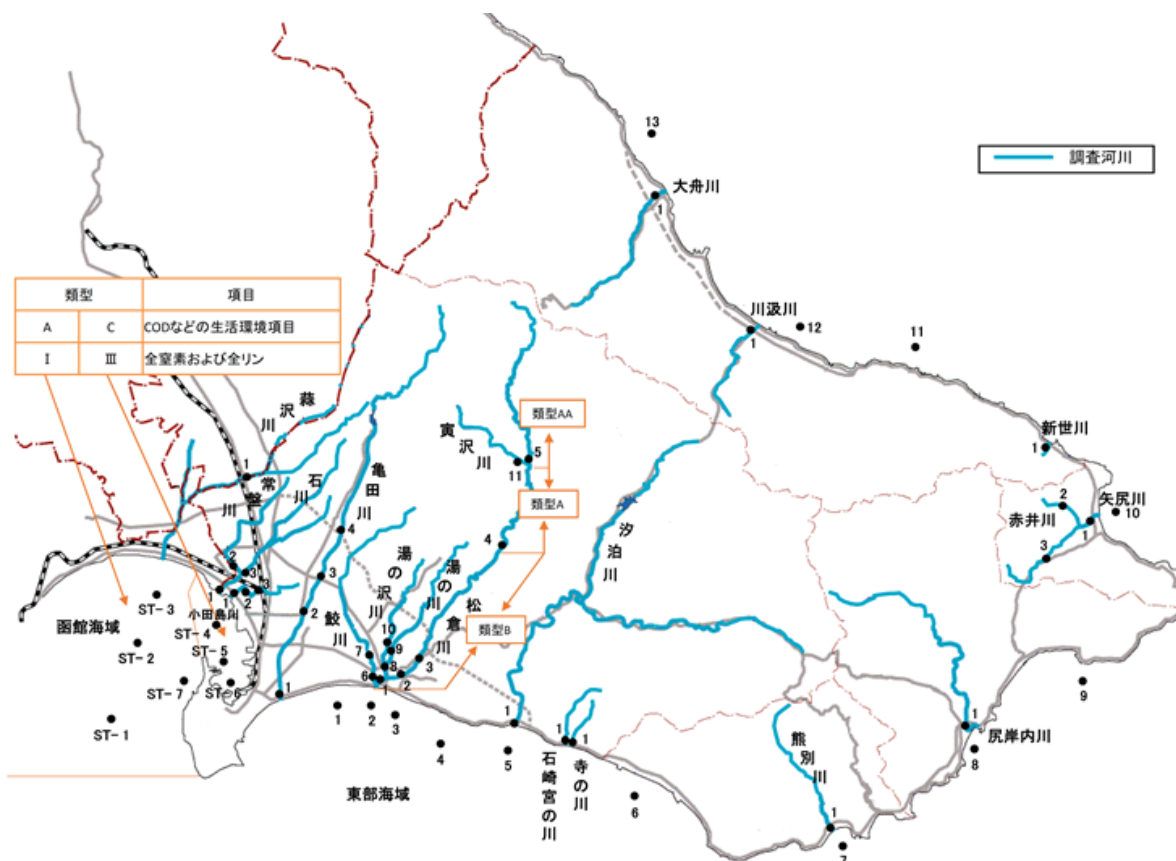 13
調査河川
大舟川
1
類型
項目
A
C
CODなどの生活環境項目
I
III
全窒素および全リン
川汲川
1
12
11
蒜沢川
1
常盤川
石川
亀田川
4
寅沢川
11
5
類型AA
類型A
4
新世川
1
矢尻川
10
1
赤井川
2
3
汐泊川
湯の沢川
湯の川
松倉川
類型B
2
3
3
1
1
2
小田島川
3
2
鮫川
函館海域
ST-3
ST-4
ST-2
ST-5
ST-7
ST-6
ST-1
10
9
8
7
6
1
2
3
1
1
2
3
4
5
1
石崎宮の川
1
寺の川
1
6
東部海域
熊別川
1
7
尻岸内川
1
8
9